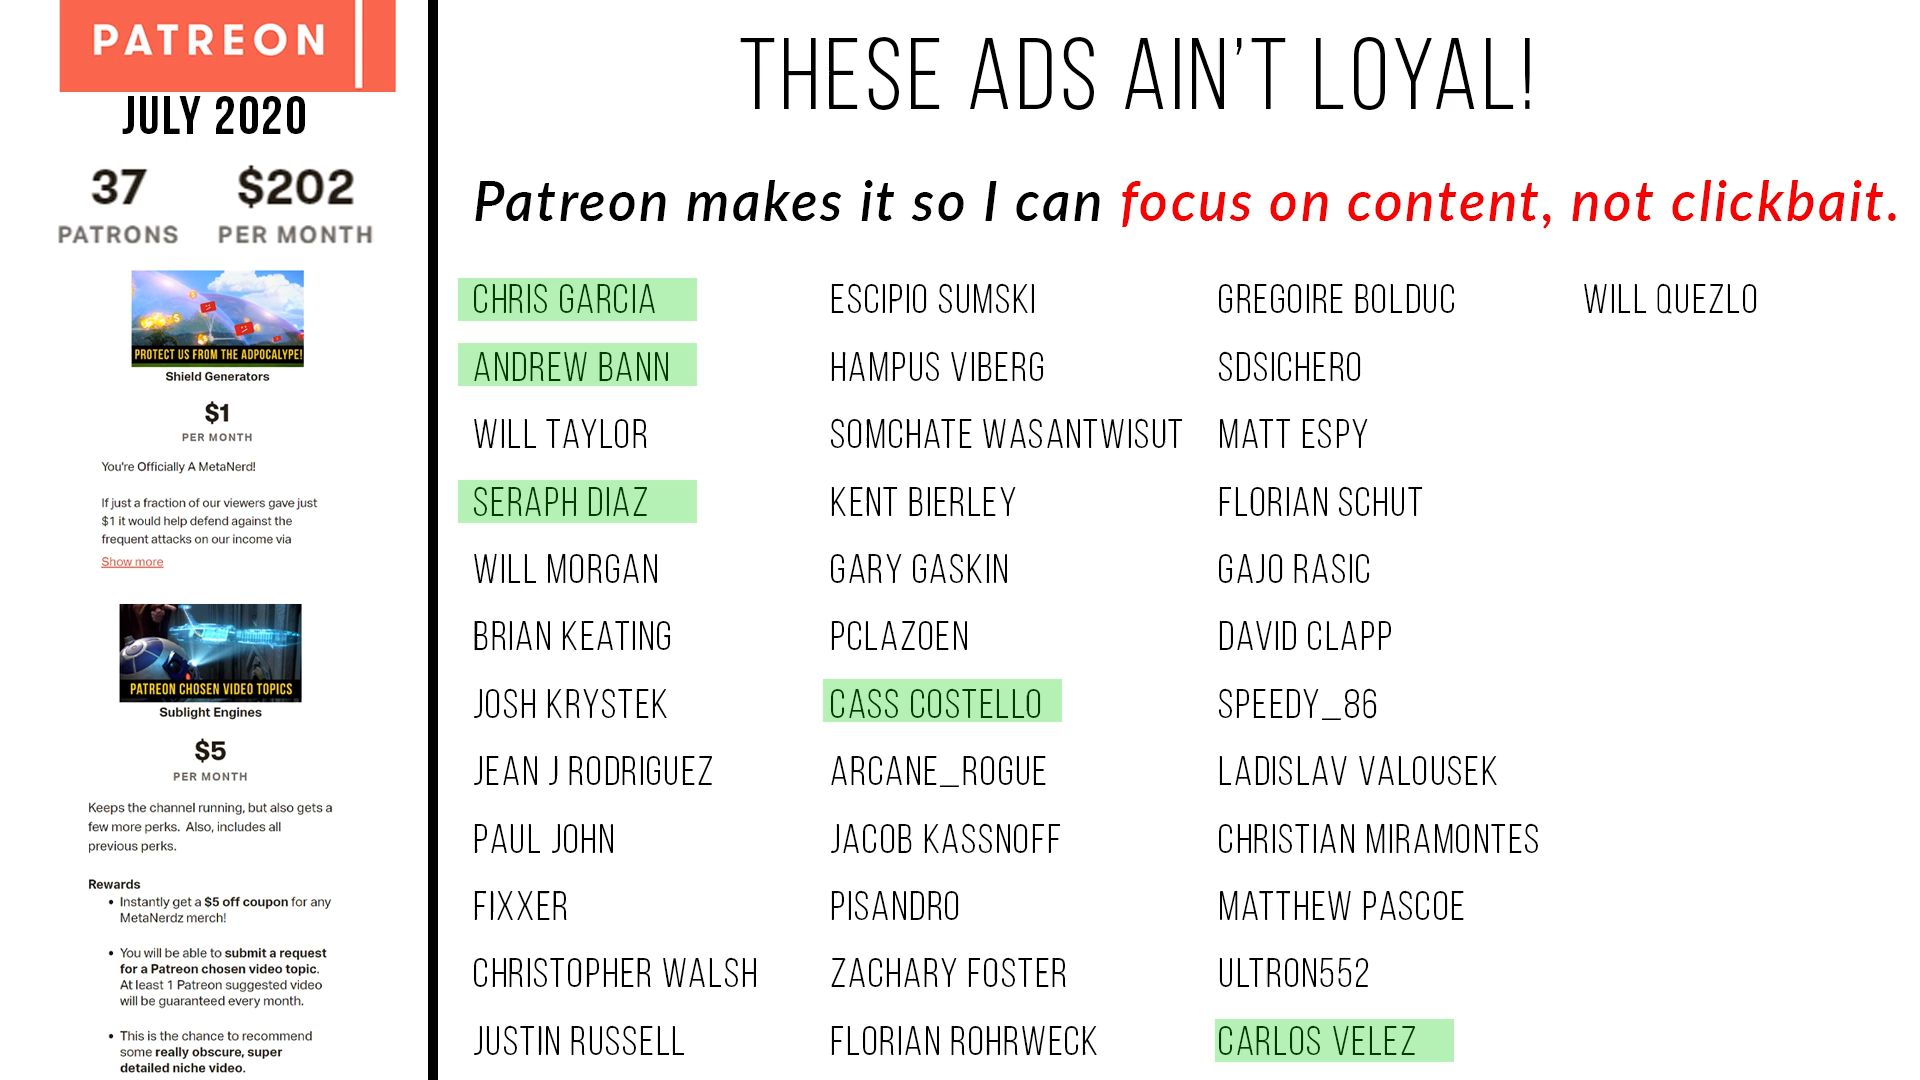 PATREON
JULY 2020
37
PATRONS
$202
PER MONTH
PROTECT US FROM THE ADPOCALYPE!
Shield Generators
$1
PER MONTH
You're Officially A MetaNerd!
If just a fraction of our viewers gave just
$1 it would help defend against the
frequent attacks on our income via
Show more
PATREON CHOSEN VIDEO TOPICS
Sublight Engines
$5
PER MONTH
Keeps the channel running, but also gets a
few more perks. Also, includes all
previous perks.
Rewards
• Instantly get a $5 off coupon for any
MetaNerdz merch!
• You will be able to submit a request
for a Patreon chosen video topic.
At least 1 Patreon suggested video
will be guaranteed every month.
• This is the chance to recommend
some really obscure, super
detailed niche video.
THESE ADS AIN'T LOYAL!
Patreon makes it so I can focus on content, not clickbait.
CHRIS GARCIA
ANDREW BANN
WILL TAYLOR
SERAPH DIAZ
WILL MORGAN
BRIAN KEATING
JOSH KRYSTEK
JEAN J RODRIGUEZ
PAUL JOHN
FIXXER
CHRISTOPHER WALSH
JUSTIN RUSSELL
ESCIPIO SUMSKI
HAMPUS VIBERG
SOMCHATE WASANTWISUT
KENT BIERLEY
GARY GASKIN
PCLAZOEN
CASS COSTELLO
ARCANE_ROGUE
JACOB KASSNOFF
PISANDRO
ZACHARY FOSTER
FLORIAN ROHRWECK
GREGOIRE BOLDUC
SDSICHERO
MATT ESPY
FLORIAN SCHUT
GAJO RASIC
DAVID CLAPP
SPEEDY_86
LADISLAV VALOUSEK
CHRISTIAN MIRAMONTES
MATTHEW PASCOE
ULTRON552
CARLOS VELEZ
WILL QUEZLO